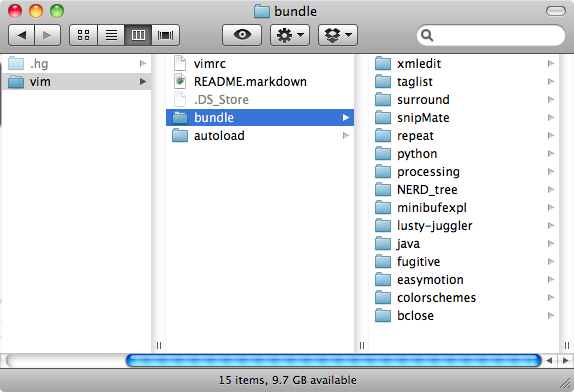 bundle
.hg
vim
vimrc
README.markdown
.DS_Store
bundle
autoload
xmledit
taglist
surround
snipMate
repeat
python
processing
NERD_tree
minibufexpl
lusty-juggler
java
fugitive
easymotion
colorschemes
bclose
15 items, 9.7 GB available